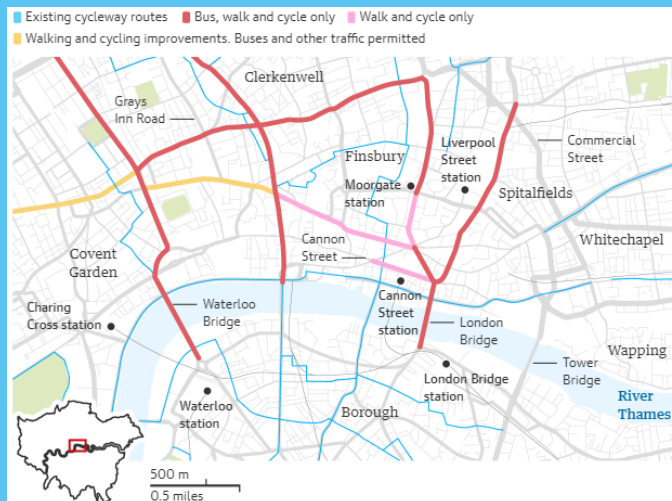 Existing cycleway routes
Bus, walk and cycle only
Walk and cycle only
Walking and cycling improvements. Buses and other traffic permitted
Clerkenwell
Grays
Inn Road
Finsbury
Liverpool
Street
station
Commercial
Street
Moorgate
station
Spitalfields
Cannon
Street
Whitechapel
Covent
Garden
Charing
Cross station
Waterloo
Bridge
Cannon
Street
station
London
Bridge
Tower
Bridge
Wapping
River
Thames
Waterloo
station
Borough
London Bridge
station
500 m
0.5 miles